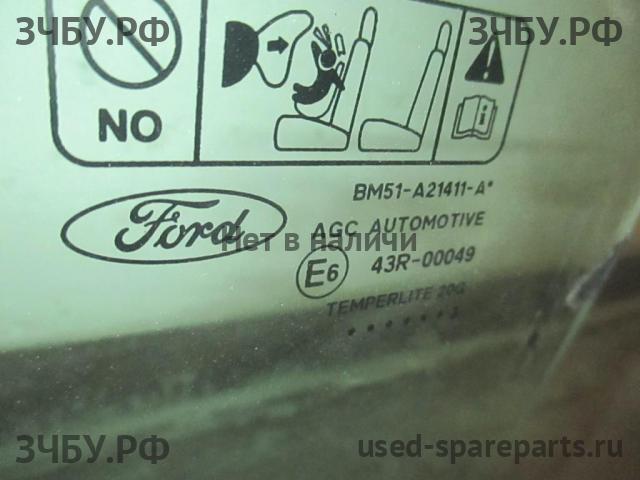 ЗЧБУ.РФ
ЗЧБУ.РФ
NO
BM51-A21411-A*
Ford
AGC AUTOMOTIVE
нет в наличи
E6
43R-00049
TEMPERLITE 20G
ЗЧБУ.РФ
used-spareparts.ru